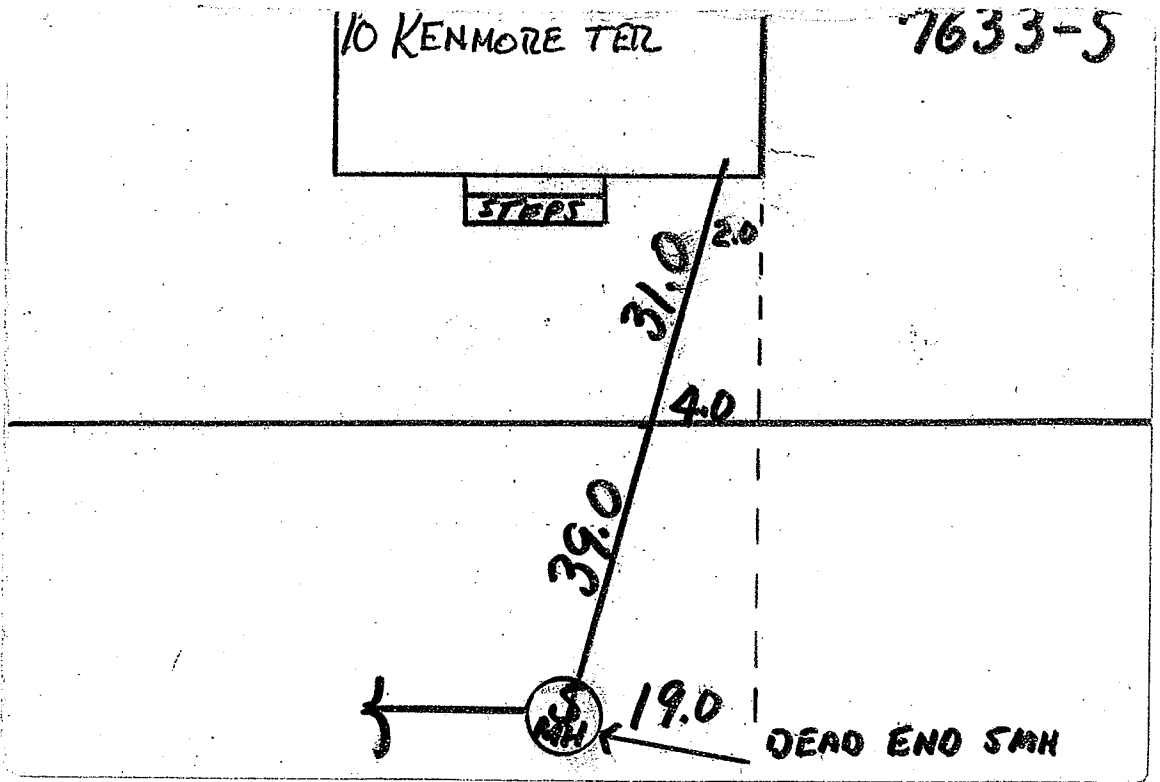 10 KENMORE TER
7633-S
STEPS
2.0
31.0
4.0
39.0
S
MH
19.0
DEAD END SMH